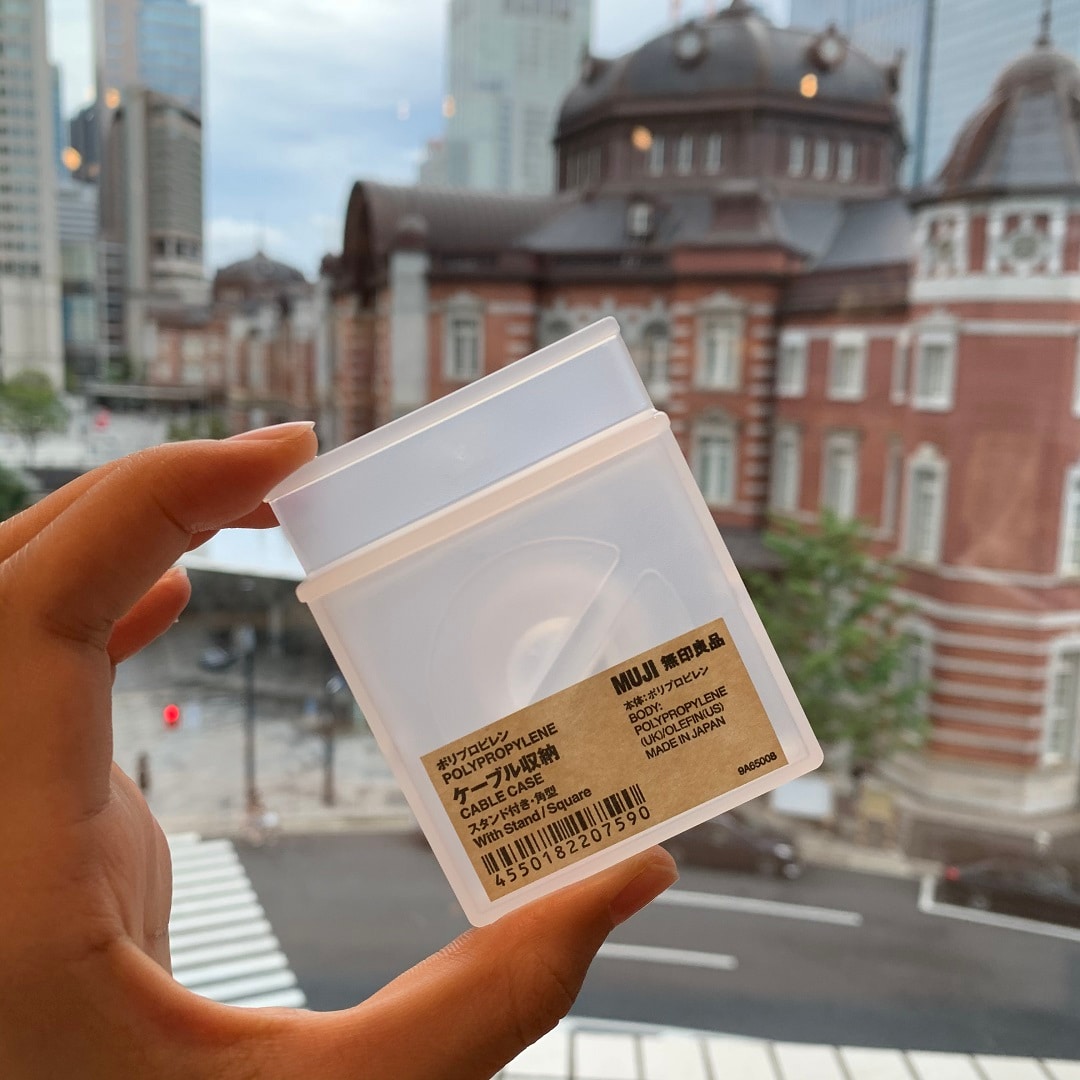 ポリプロピレン
POLYPROPYLENE
ケーブル収納
CABLE CASE
スタンド付き・角型
With Stand / Square
4550182207590
MUJI 無印良品
本体：ポリプロピレン
BODY:
POLYPROPYLENE
(UK)/OLEFIN(US)
MADE IN JAPAN
9A65008